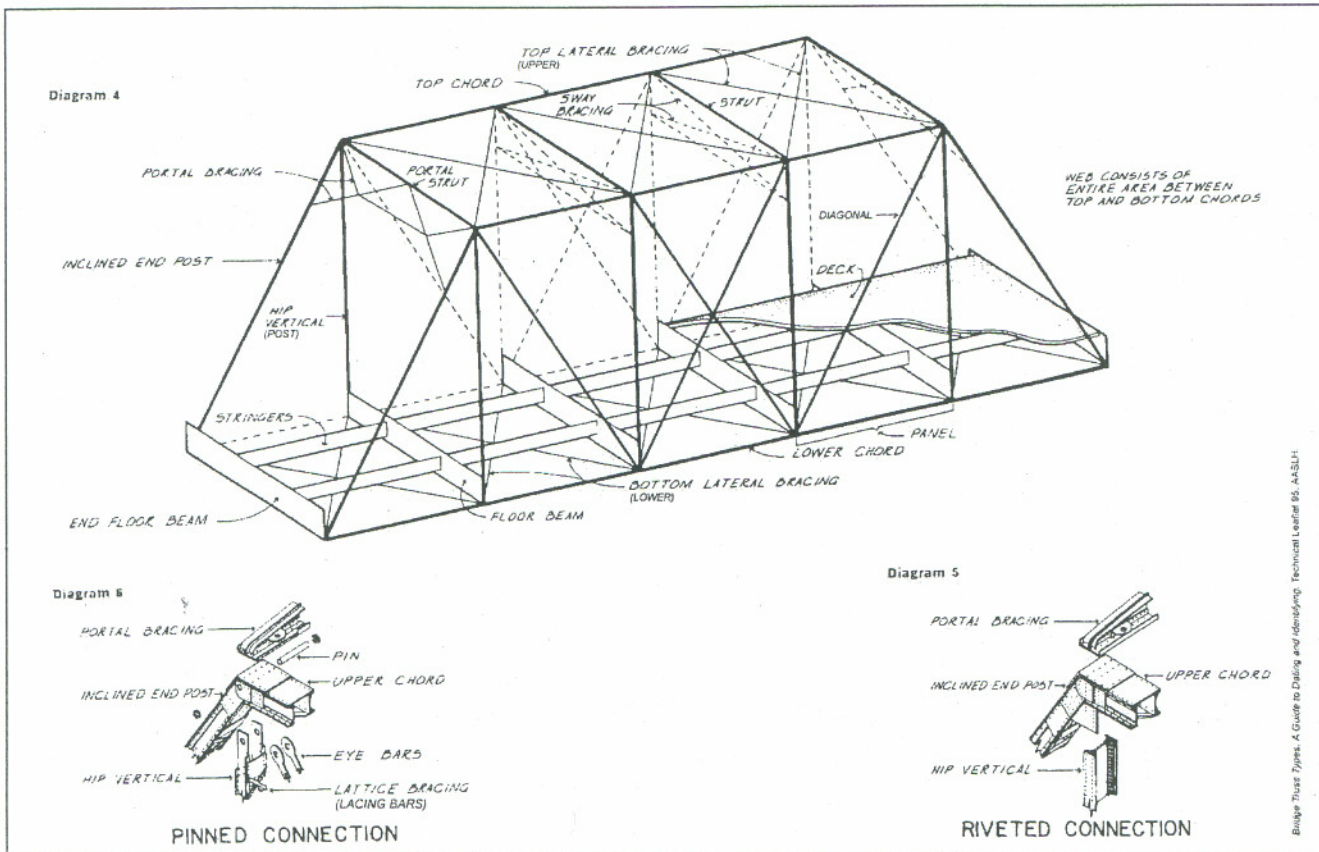 Diagram 4
TOP LATERAL BRACING
(UPPER)
TOP CHORD
SWAY
BRACING
STRUT
PORTAL BRACING
PORTAL
STRUT
WEB CONSISTS OF
ENTIRE AREA BETWEEN
TOP AND BOTTOM CHORDS
DIAGONAL
INCLINED END POST
DECK
HIP
VERTICAL
(POST)
STRINGERS
PANEL
LOWER CHORD
BOTTOM LATERAL BRACING
(LOWER)
FLOOR BEAM
END FLOOR BEAM
Diagram 6
PORTAL BRACING
PIN
UPPER CHORD
INCLINED END POST
EYE BARS
HIP VERTICAL
LATTICE BRACING
(LACING BARS)
PINNED CONNECTION
Diagram 5
PORTAL BRACING
UPPER CHORD
INCLINED END POST
HIP VERTICAL
RIVETED CONNECTION
Bridge Truss Types. A Guide to Dating and Identifying. Technical Leaflet 95. AASLH.